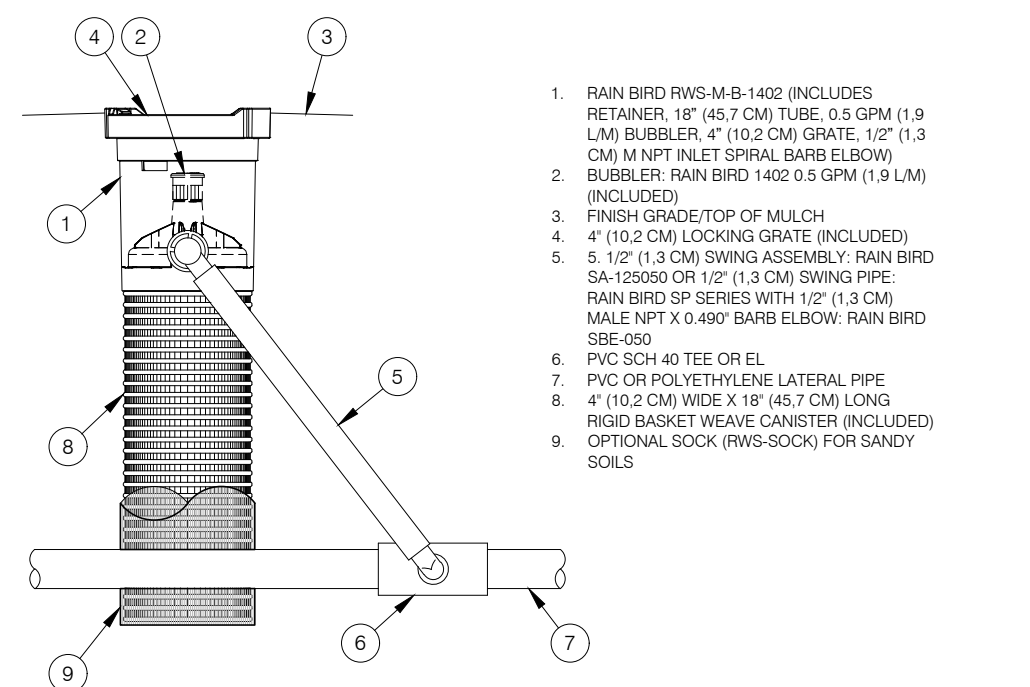 4 2 3
1. RAIN BIRD RWS-M-B-1402 (INCLUDES
RETAINER, 18” (45,7 CM) TUBE, 0.5 GPM (1,9
L/M) BUBBLER, 4” (10,2 CM) GRATE, 1/2” (1,3
CM) M NPT INLET SPIRAL BARB ELBOW)
2. BUBBLER: RAIN BIRD 1402 0.5 GPM (1,9 L/M)
(INCLUDED)
3. FINISH GRADE/TOP OF MULCH
4. 4" (10,2 CM) LOCKING GRATE (INCLUDED)
5. 5. 1/2" (1,3 CM) SWING ASSEMBLY: RAIN BIRD
SA-125050 OR 1/2" (1,3 CM) SWING PIPE:
RAIN BIRD SP SERIES WITH 1/2" (1,3 CM)
MALE NPT X 0.490" BARB ELBOW: RAIN BIRD
SBE-050
6. PVC SCH 40 TEE OR EL
7. PVC OR POLYETHYLENE LATERAL PIPE
8. 4" (10,2 CM) WIDE X 18" (45,7 CM) LONG
RIGID BASKET WEAVE CANISTER (INCLUDED)
9. OPTIONAL SOCK (RWS-SOCK) FOR SANDY
SOILS
1
5
8
6
7
9